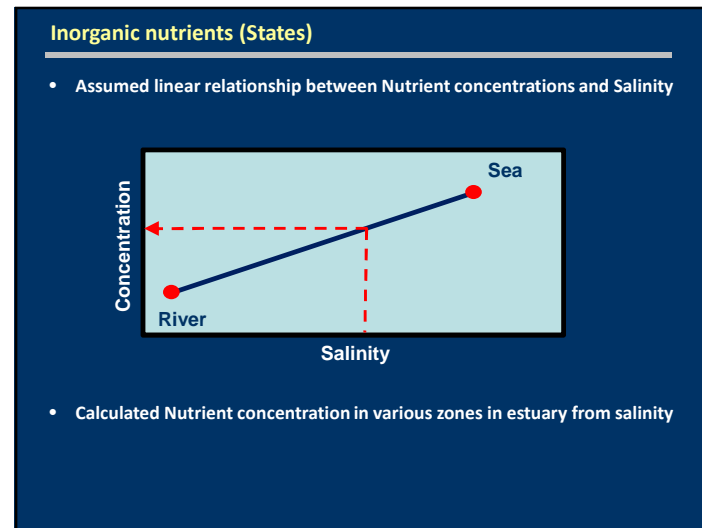 Inorganic nutrients (States)
• Assumed linear relationship between Nutrient concentrations and Salinity
Sea
Concentration
River
Salinity
• Calculated Nutrient concentration in various zones in estuary from salinity